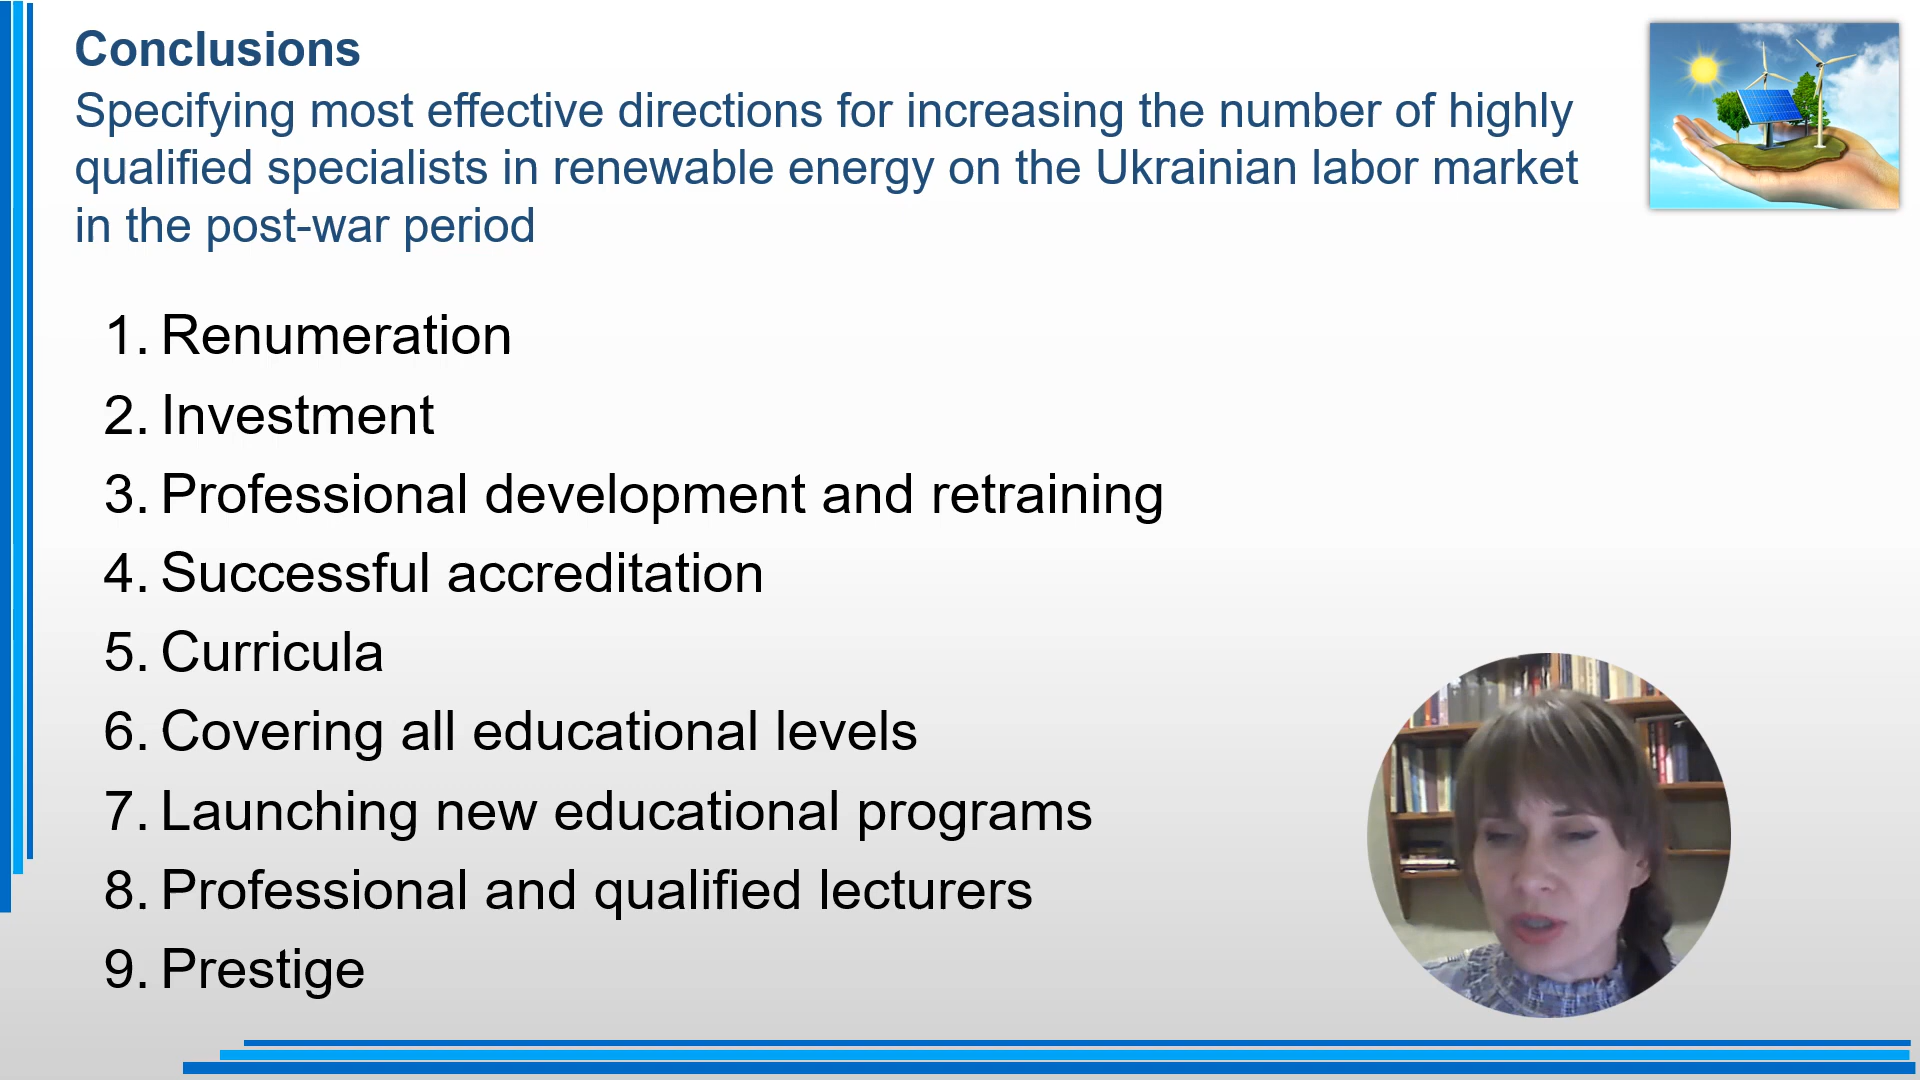 Conclusions
Specifying most effective directions for increasing the number of highly
qualified specialists in renewable energy on the Ukrainian labor market
in the post-war period
1. Renumeration
2. Investment
3. Professional development and retraining
4. Successful accreditation
5. Curricula
6. Covering all educational levels
7. Launching new educational programs
8. Professional and qualified lecturers
9. Prestige